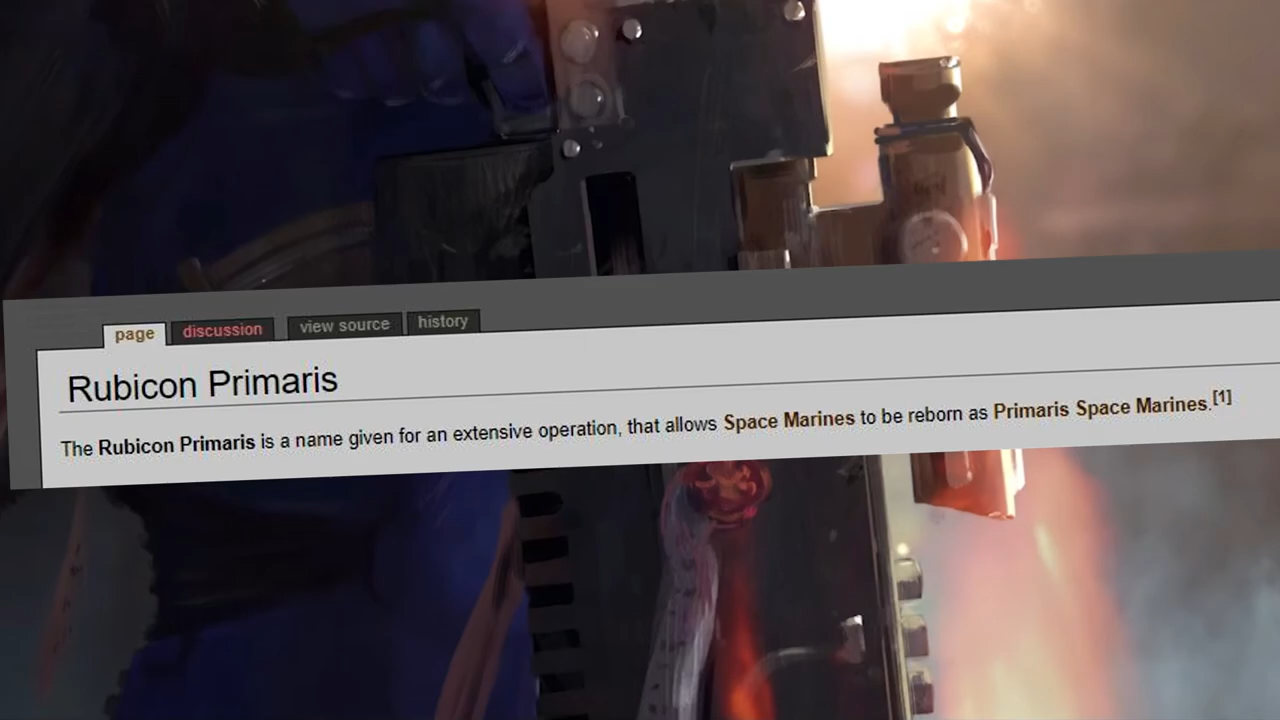 page discussion view source history
Rubicon Primaris
The Rubicon Primaris is a name given for an extensive operation, that allows Space Marines to be reborn as Primaris Space Marines.[1]